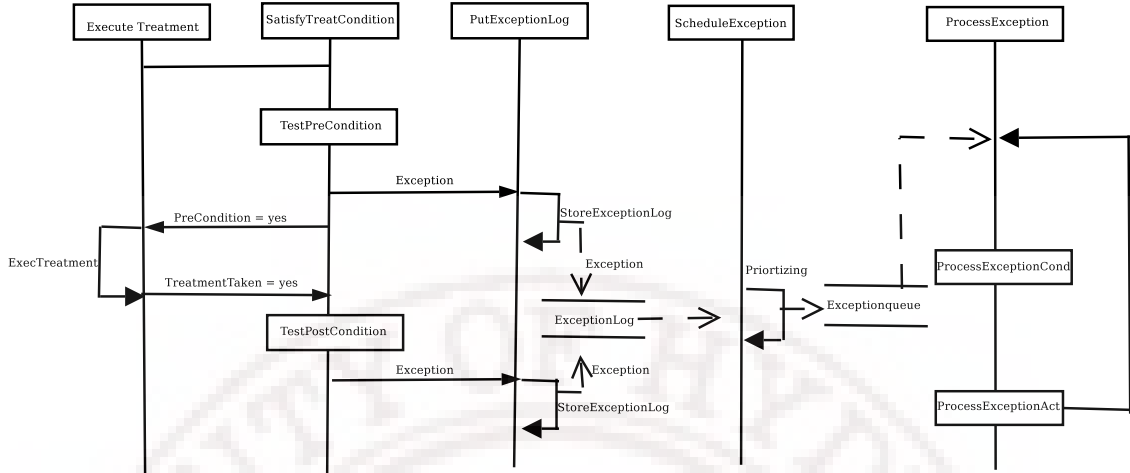 Execute Treatment
SatisfyTreatCondition
PutExceptionLog
ScheduleException
ProcessException
TestPreCondition
Exception
PreCondition = yes
StoreExceptionLog
ExecTreatment
Exception
ProcessExceptionCond
Priortizing
TreatmentTaken = yes
Exceptionqueue
ExceptionLog
TestPostCondition
Exception
Exception
StoreExceptionLog
ProcessExceptionAct